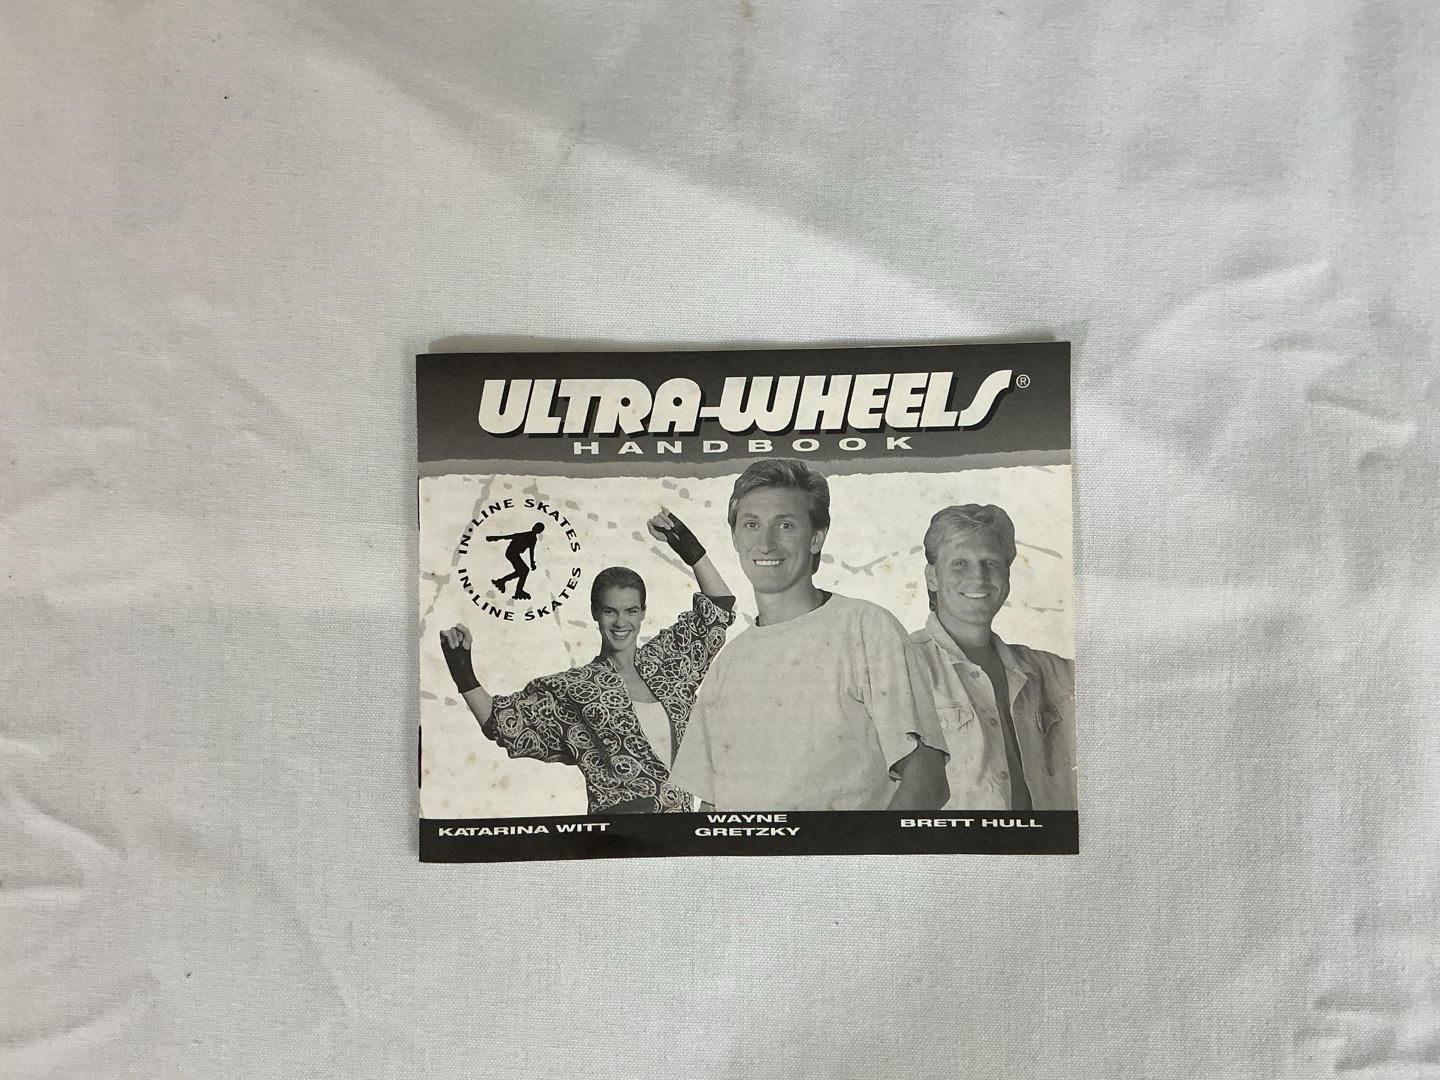 ULTRA-WHEELS®
HANDBOOK
IN•LINE SKATES
IN•LINE SKATES
KATARINA WITT
WAYNE
GRETZKY
BRETT HULL